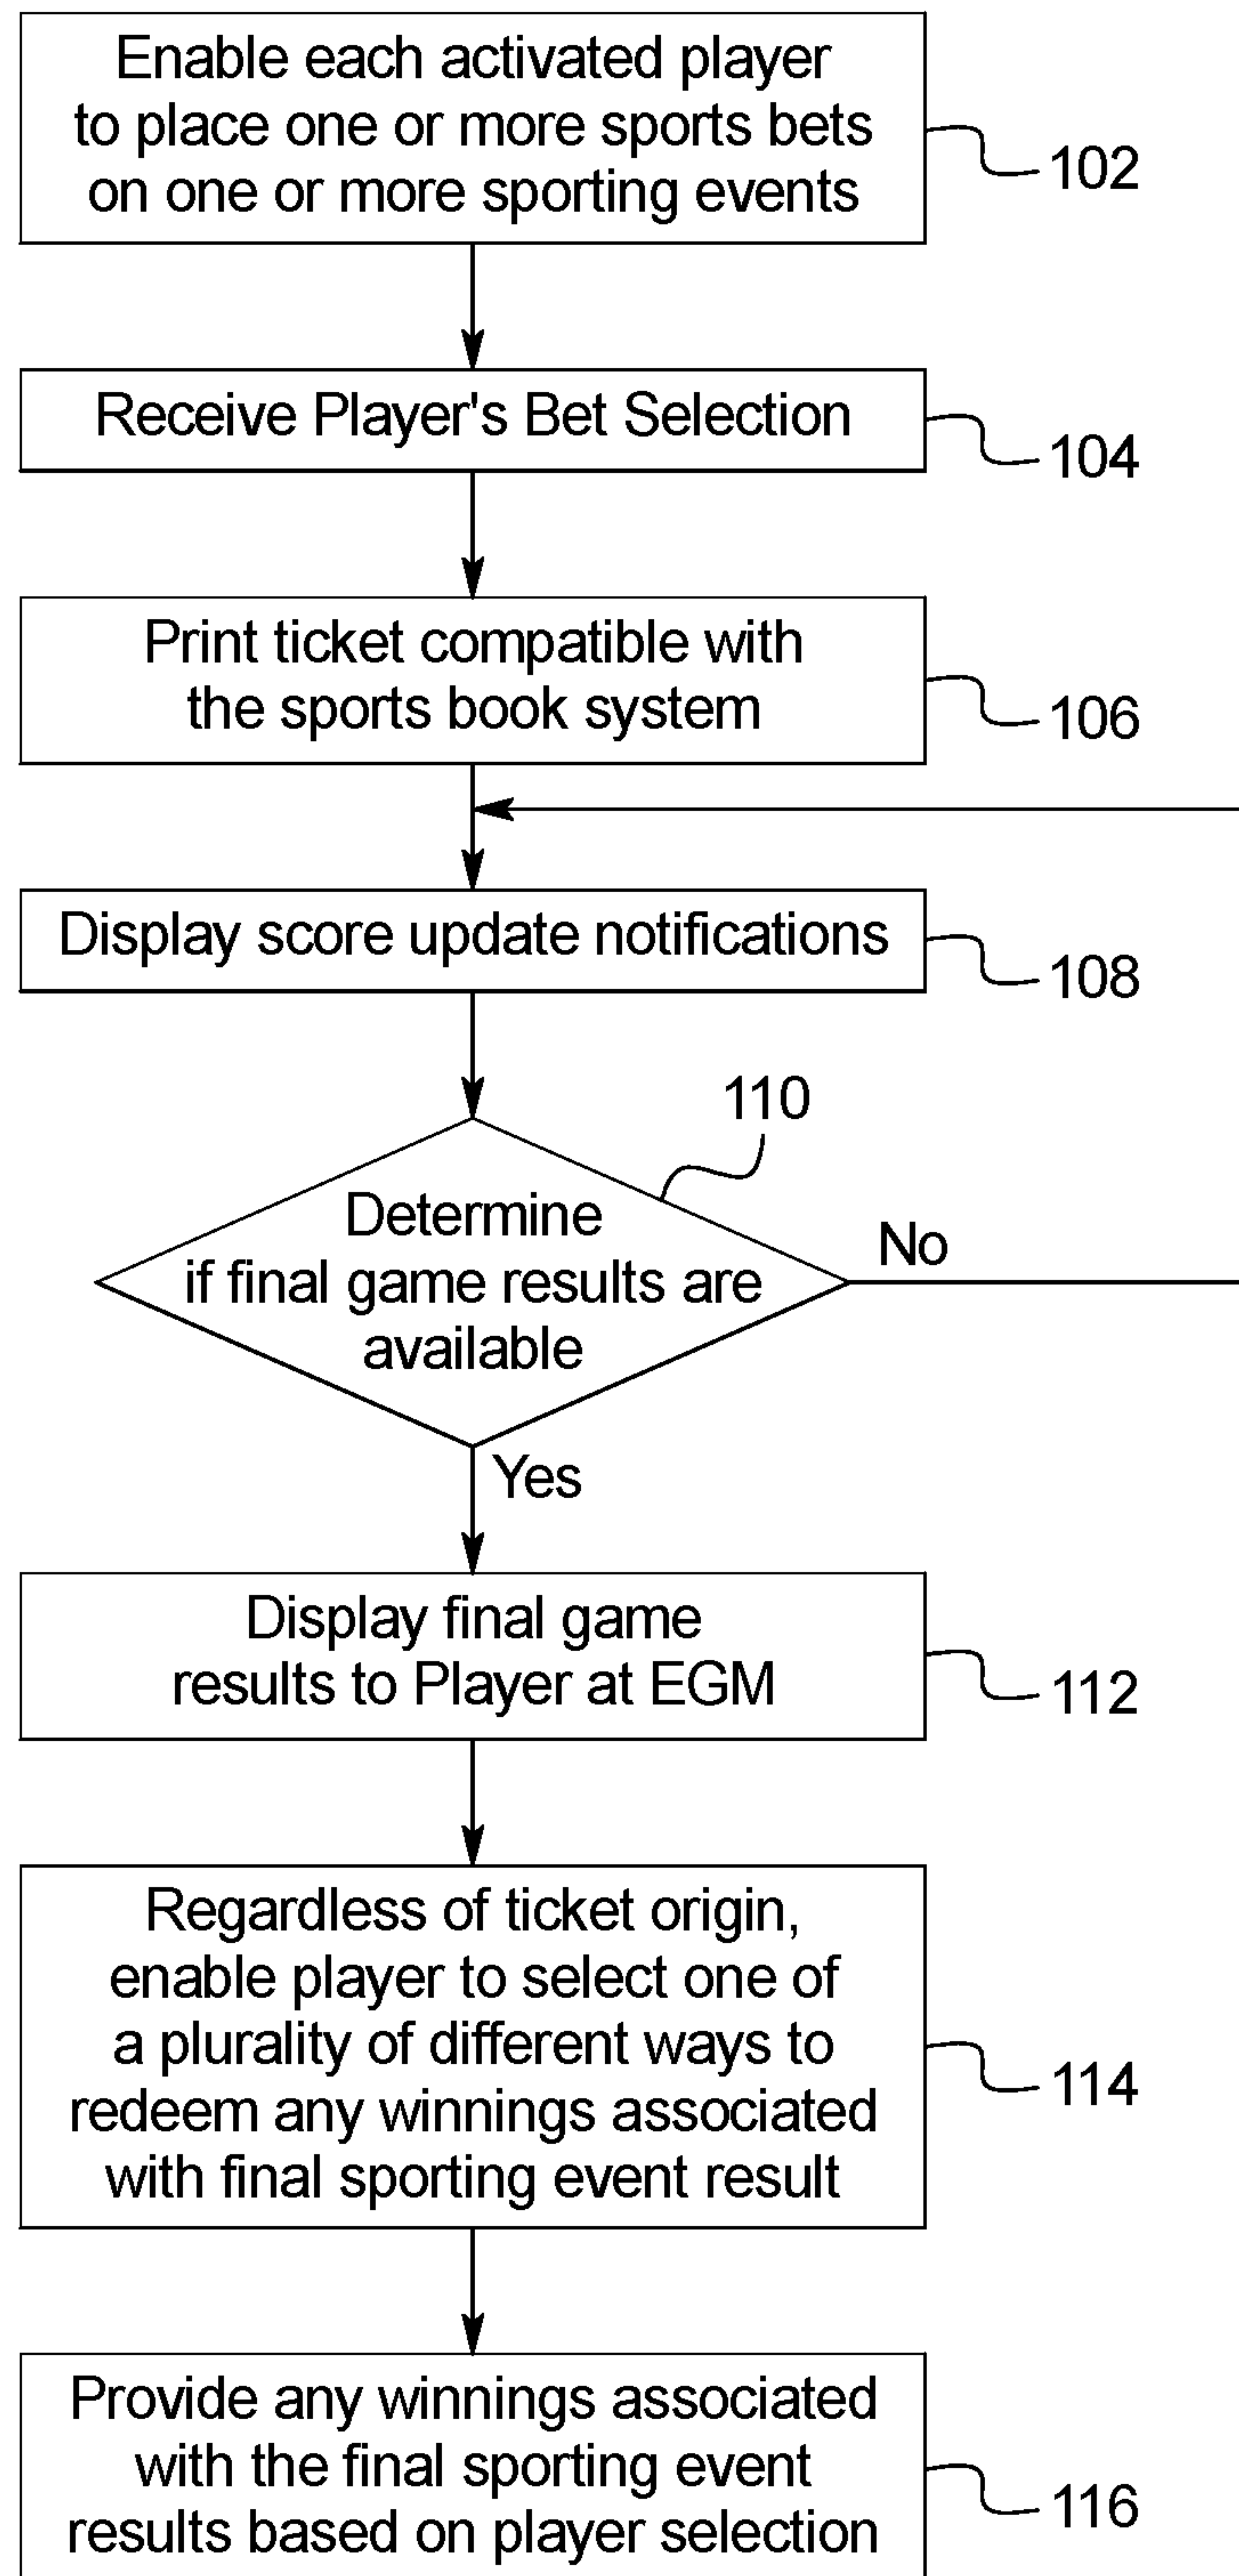 Enable each activated player
to place one or more sports bets
on one or more sporting events
102
Receive Player's Bet Selection
104
Print ticket compatible with
the sports book system
106
Display score update notifications
108
110
Determine
if final game results are
available
No
Yes
Display final game
results to Player at EGM
112
Regardless of ticket origin,
enable player to select one of
a plurality of different ways to
redeem any winnings associated
with final sporting event result
114
Provide any winnings associated
with the final sporting event
results based on player selection
116